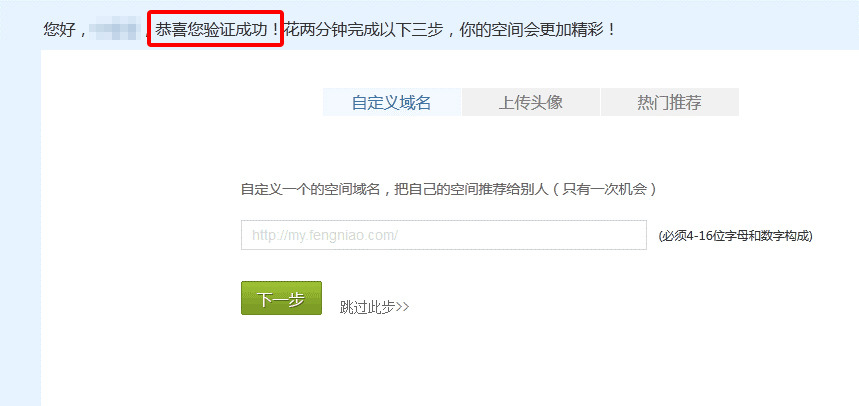 您好，，恭喜您验证成功！花两分钟完成以下三步，你的空间会更加精彩！
自定义域名 上传头像 热门推荐
自定义一个的空间域名，把自己的空间推荐给别人（只有一次机会）
http://my.fengniao.com/ (必须4-16位字母和数字构成)
下一步 跳过此步>>